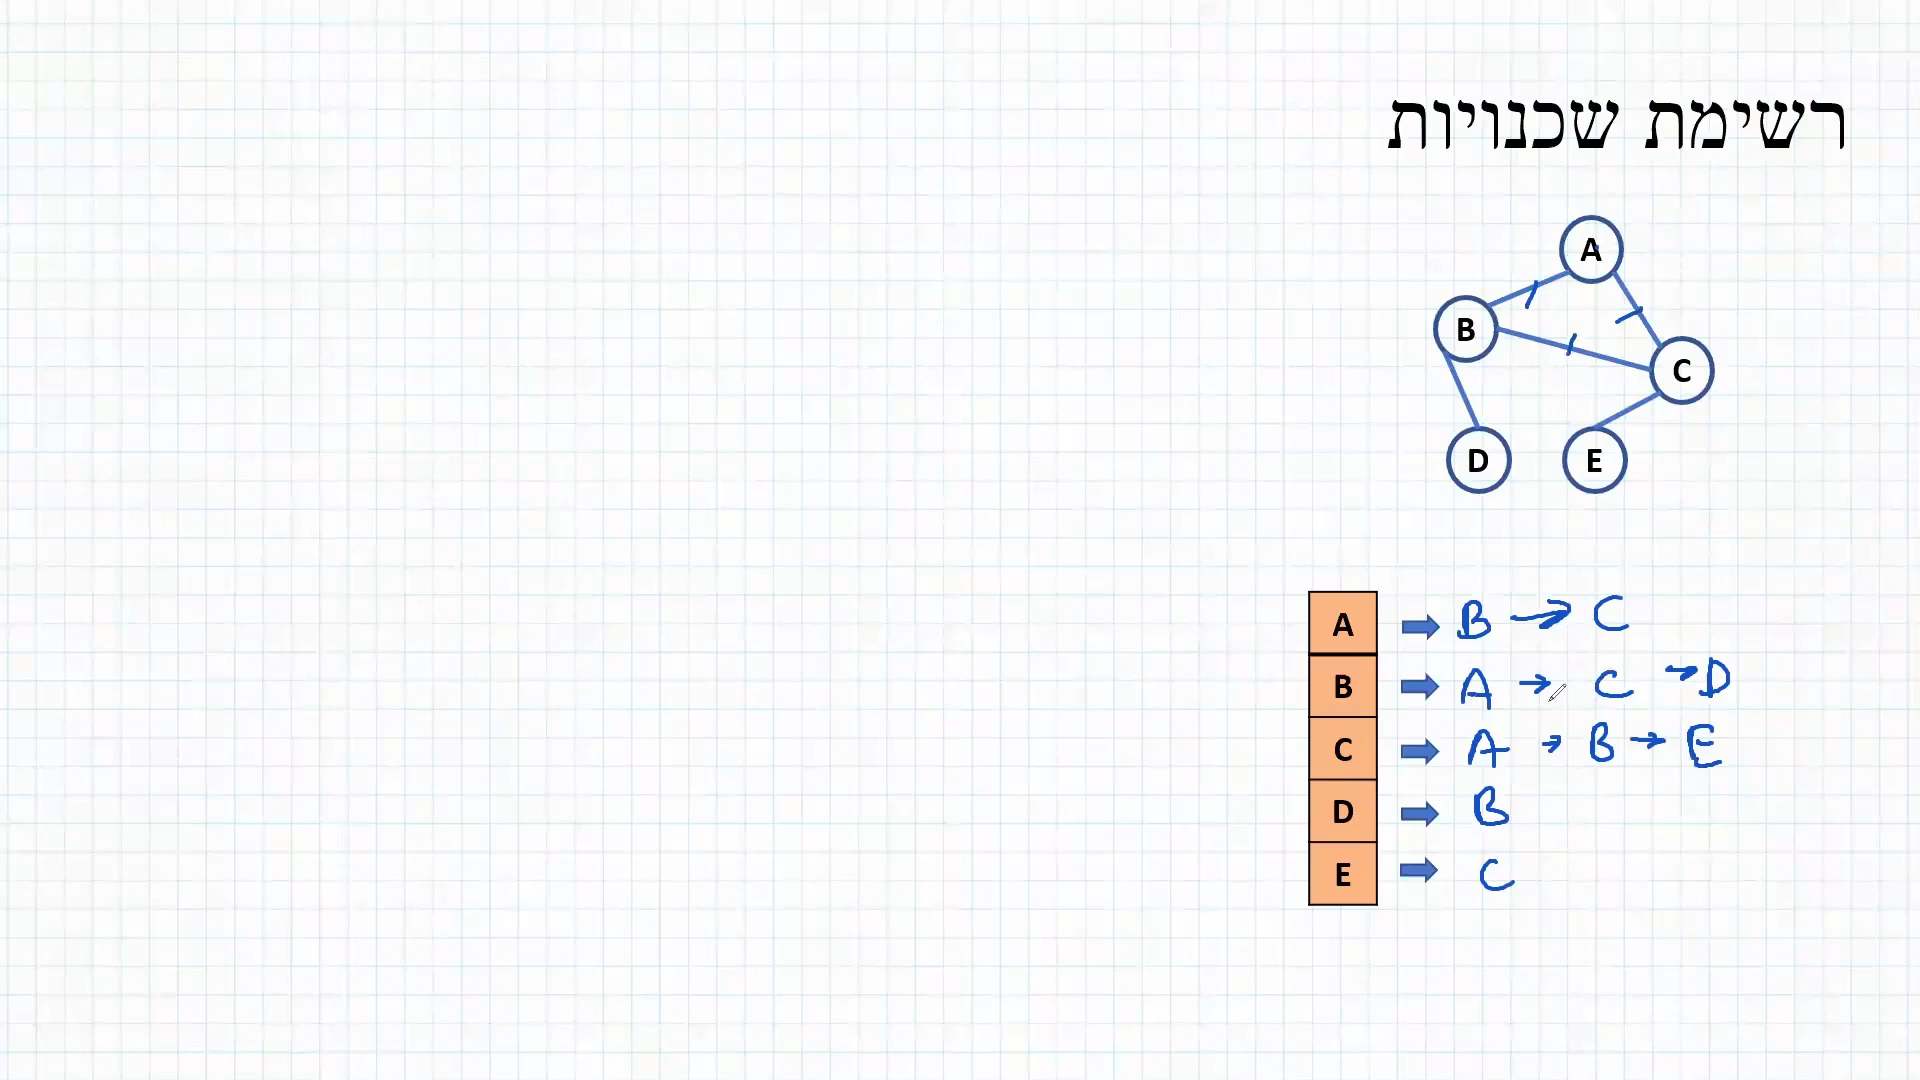 רשימת שכנויות
A
B
C
D
E
A B → C
B A → C → D
C A → B → E
D B
E C